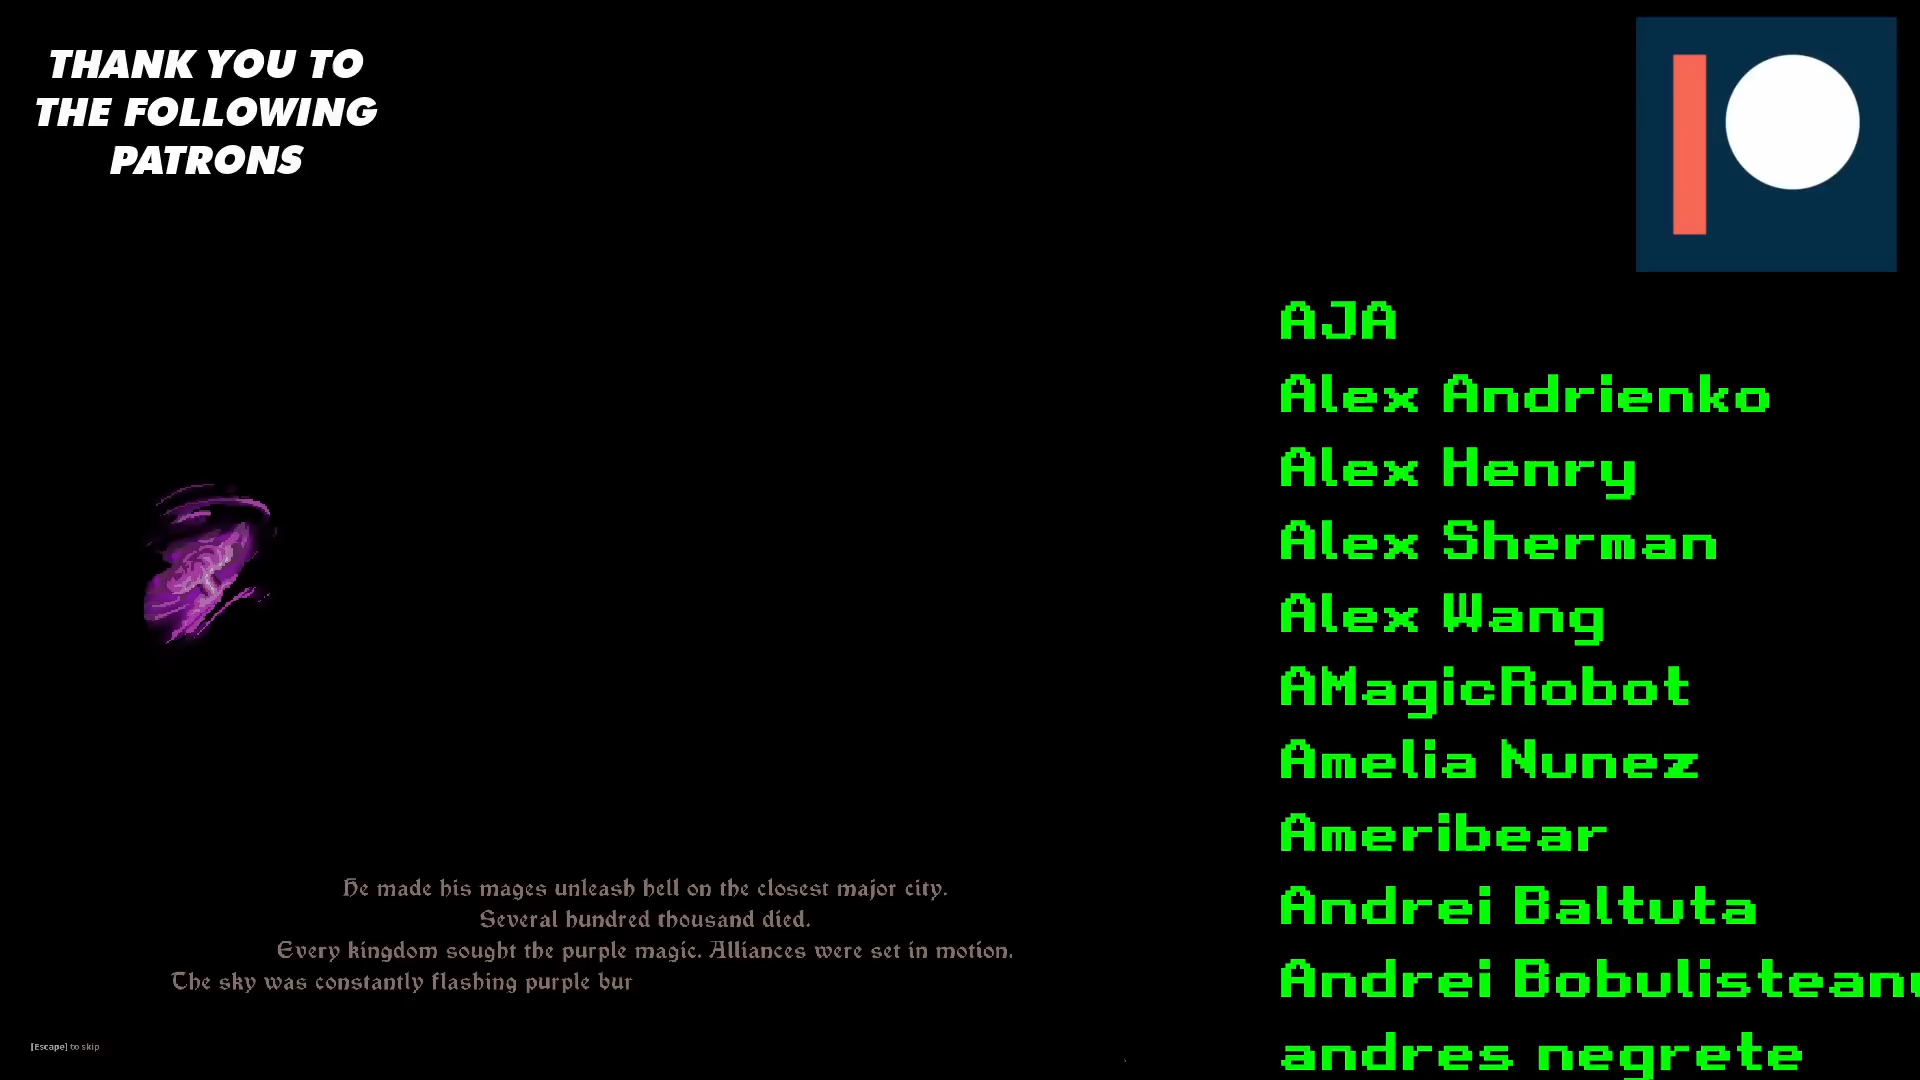 THANK YOU TO
THE FOLLOWING
PATRONS
AJA
Alex Andrienko
Alex Henry
Alex Sherman
Alex Wang
AMagicRobot
Amelia Nunez
Ameribear
Andrei Baltuta
Andrei Bobulisteanu
andres negrete
He made his mages unleash hell on the closest major city.
Several hundred thousand died.
Every kingdom sought the purple magic. Alliances were set in motion.
The sky was constantly flashing purple bur
[Escape] to skip